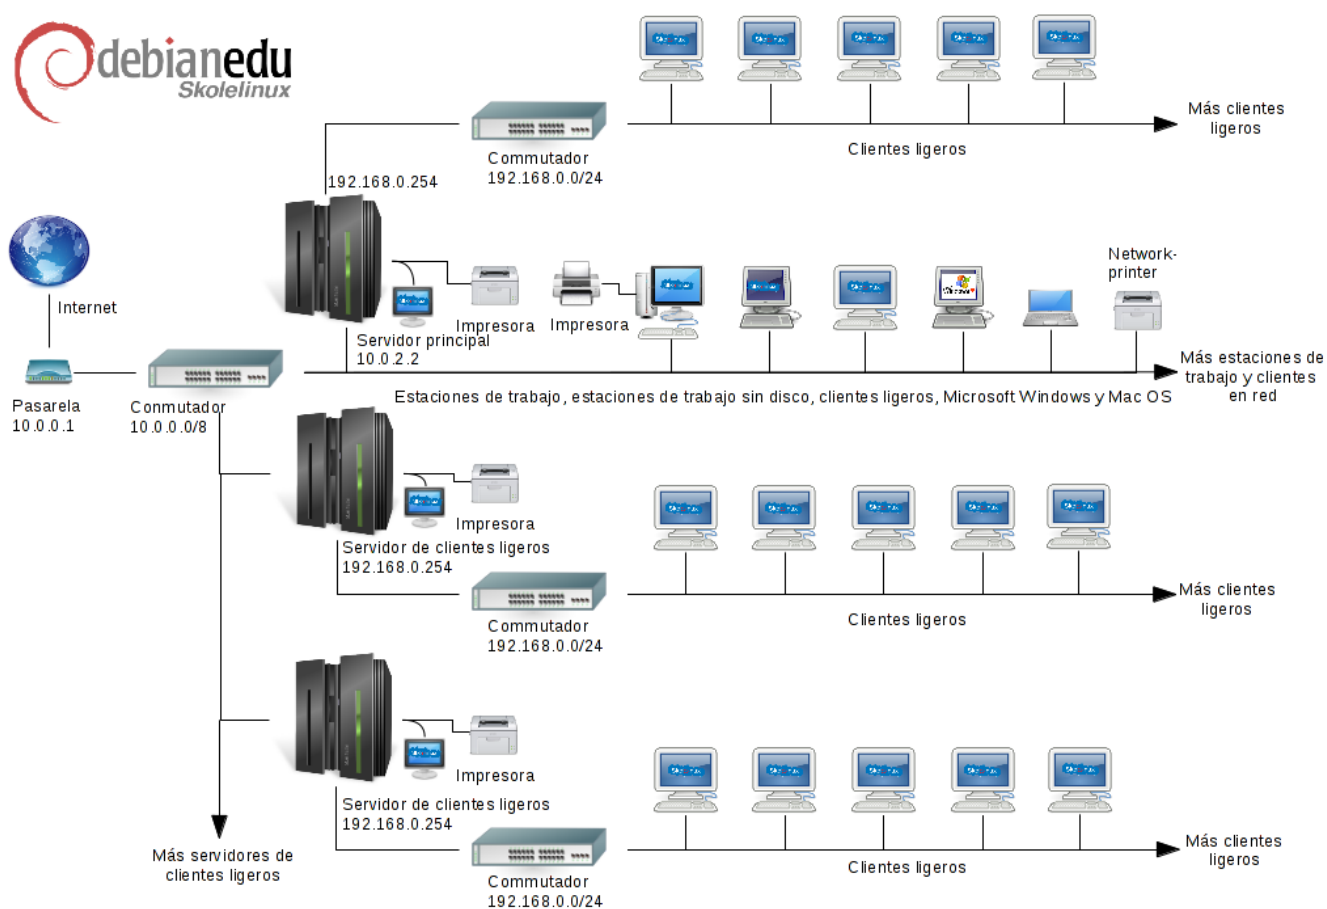 debianedu
Skolelinux
Más clientes
ligeros
Clientes ligeros
Commutador
192.168.0.0/24
192.168.0.254
Network-
printer
Internet
Impresora
Impresora
Servidor principal
10.0.2.2
Más estaciones de
trabajo y clientes
en red
Estaciones de trabajo, estaciones de trabajo sin disco, clientes ligeros, Microsoft Windows y Mac OS
Pasarela
10.0.0.1
Conmutador
10.0.0.0/8
Impresora
Servidor de clientes ligeros
192.168.0.254
Más clientes
ligeros
Clientes ligeros
Commutador
192.168.0.0/24
Impresora
Servidor de clientes ligeros
192.168.0.254
Más servidores de
clientes ligeros
Más clientes
ligeros
Clientes ligeros
Commutador
192.168.0.0/24